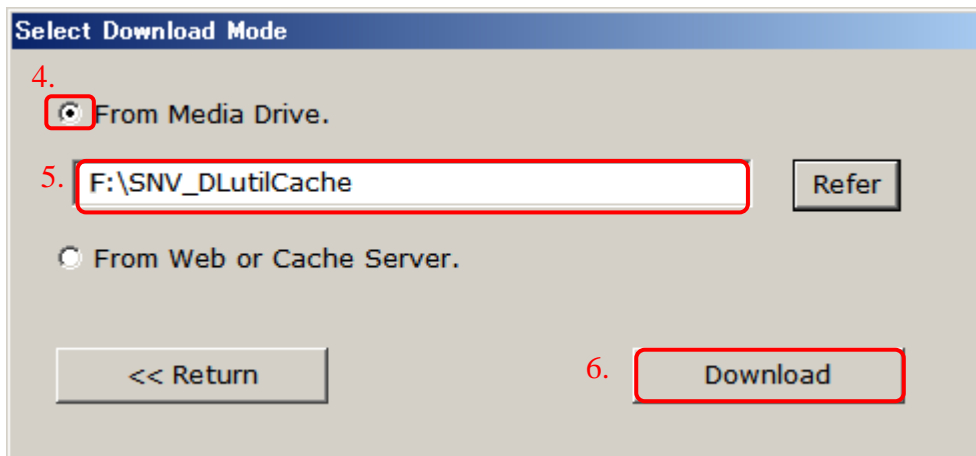 Select Download Mode
4.
From Media Drive.
5. F:\SNV_DLutilCache Refer
From Web or Cache Server.
<< Return 6. Download